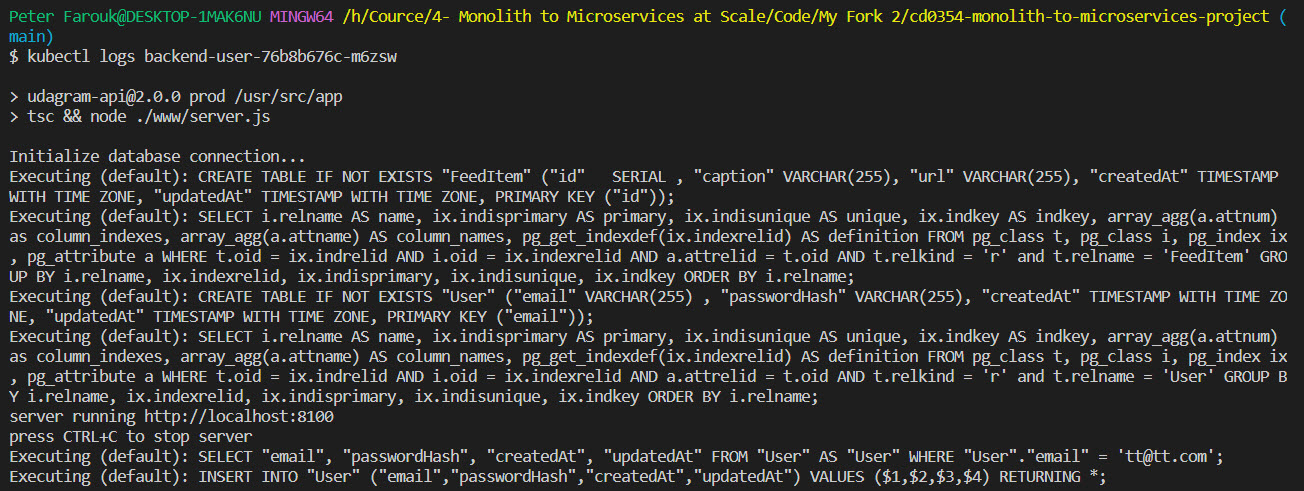 Peter Farouk@DESKTOP-1MAK6NU MINGW64 /h/Cource/4- Monolith to Microservices at Scale/Code/My Fork 2/cd0354-monolith-to-microservices-project (
main)
$ kubectl logs backend-user-76b8b676c-m6zsw
> udagram-api@2.0.0 prod /usr/src/app
> tsc && node ./www/server.js
Initialize database connection...
Executing (default): CREATE TABLE IF NOT EXISTS "FeedItem" ("id"   SERIAL , "caption" VARCHAR(255), "url" VARCHAR(255), "createdAt" TIMESTAMP
WITH TIME ZONE, "updatedAt" TIMESTAMP WITH TIME ZONE, PRIMARY KEY ("id"));
Executing (default): SELECT i.relname AS name, ix.indisprimary AS primary, ix.indisunique AS unique, ix.indkey AS indkey, array_agg(a.attnum)
as column_indexes, array_agg(a.attname) AS column_names, pg_get_indexdef(ix.indexrelid) AS definition FROM pg_class t, pg_class i, pg_index ix
, pg_attribute a WHERE t.oid = ix.indrelid AND i.oid = ix.indexrelid AND a.attrelid = t.oid AND t.relkind = 'r' and t.relname = 'FeedItem' GRO
UP BY i.relname, ix.indexrelid, ix.indisprimary, ix.indisunique, ix.indkey ORDER BY i.relname;
Executing (default): CREATE TABLE IF NOT EXISTS "User" ("email" VARCHAR(255) , "passwordHash" VARCHAR(255), "createdAt" TIMESTAMP WITH TIME ZO
NE, "updatedAt" TIMESTAMP WITH TIME ZONE, PRIMARY KEY ("email"));
Executing (default): SELECT i.relname AS name, ix.indisprimary AS primary, ix.indisunique AS unique, ix.indkey AS indkey, array_agg(a.attnum)
as column_indexes, array_agg(a.attname) AS column_names, pg_get_indexdef(ix.indexrelid) AS definition FROM pg_class t, pg_class i, pg_index ix
, pg_attribute a WHERE t.oid = ix.indrelid AND i.oid = ix.indexrelid AND a.attrelid = t.oid AND t.relkind = 'r' and t.relname = 'User' GROUP B
Y i.relname, ix.indexrelid, ix.indisprimary, ix.indisunique, ix.indkey ORDER BY i.relname;
server running http://localhost:8100
press CTRL+C to stop server
Executing (default): SELECT "email", "passwordHash", "createdAt", "updatedAt" FROM "User" AS "User" WHERE "User"."email" = 'tt@tt.com';
Executing (default): INSERT INTO "User" ("email","passwordHash","createdAt","updatedAt") VALUES ($1,$2,$3,$4) RETURNING *;